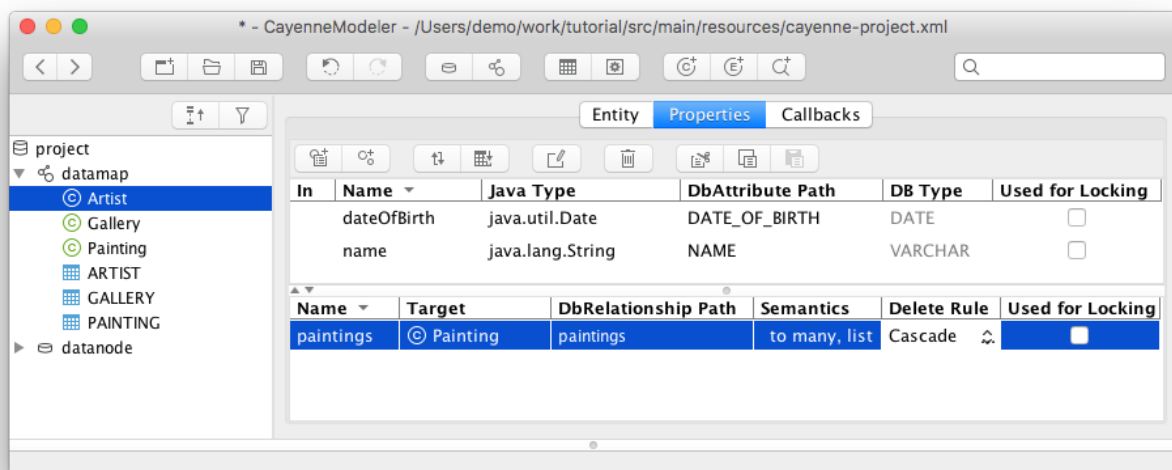 * - CayenneModeler - /Users/demo/work/tutorial/src/main/resources/cayenne-project.xml
Entity Properties Callbacks
project
datamap
Artist
Gallery
Painting
ARTIST
GALLERY
PAINTING
datanode
In Name Java Type DbAttribute Path DB Type Used for Locking
dateOfBirth java.util.Date DATE_OF_BIRTH DATE
name java.lang.String NAME VARCHAR
Name Target DbRelationship Path Semantics Delete Rule Used for Locking
paintings Painting paintings to many, list Cascade